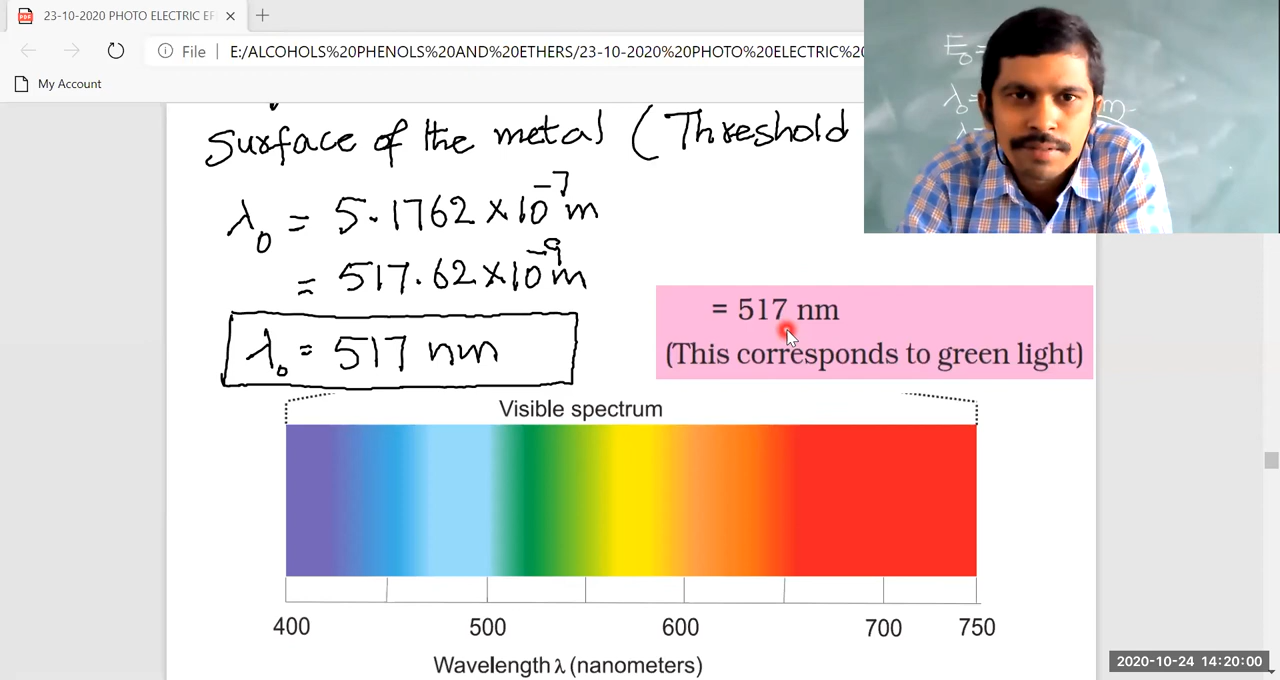 23-10-2020 PHOTO ELECTRIC EF
File
E:/ALCOHOLS%20PHENOLS%20AND%20ETHERS/23-10-2020%20PHOTO%20ELECTRIC%20
My Account
E₀ =
λ₀ =
m
Surface of the metal (Threshold
λ₀ = 5.1762 × 10⁻⁷ m
= 517.62 × 10⁻⁹ m
λ₀ = 517 nm
= 517 nm
(This corresponds to green light)
Visible spectrum
400 500 600 700 750
Wavelength λ (nanometers)
2020-10-24 14:20:00